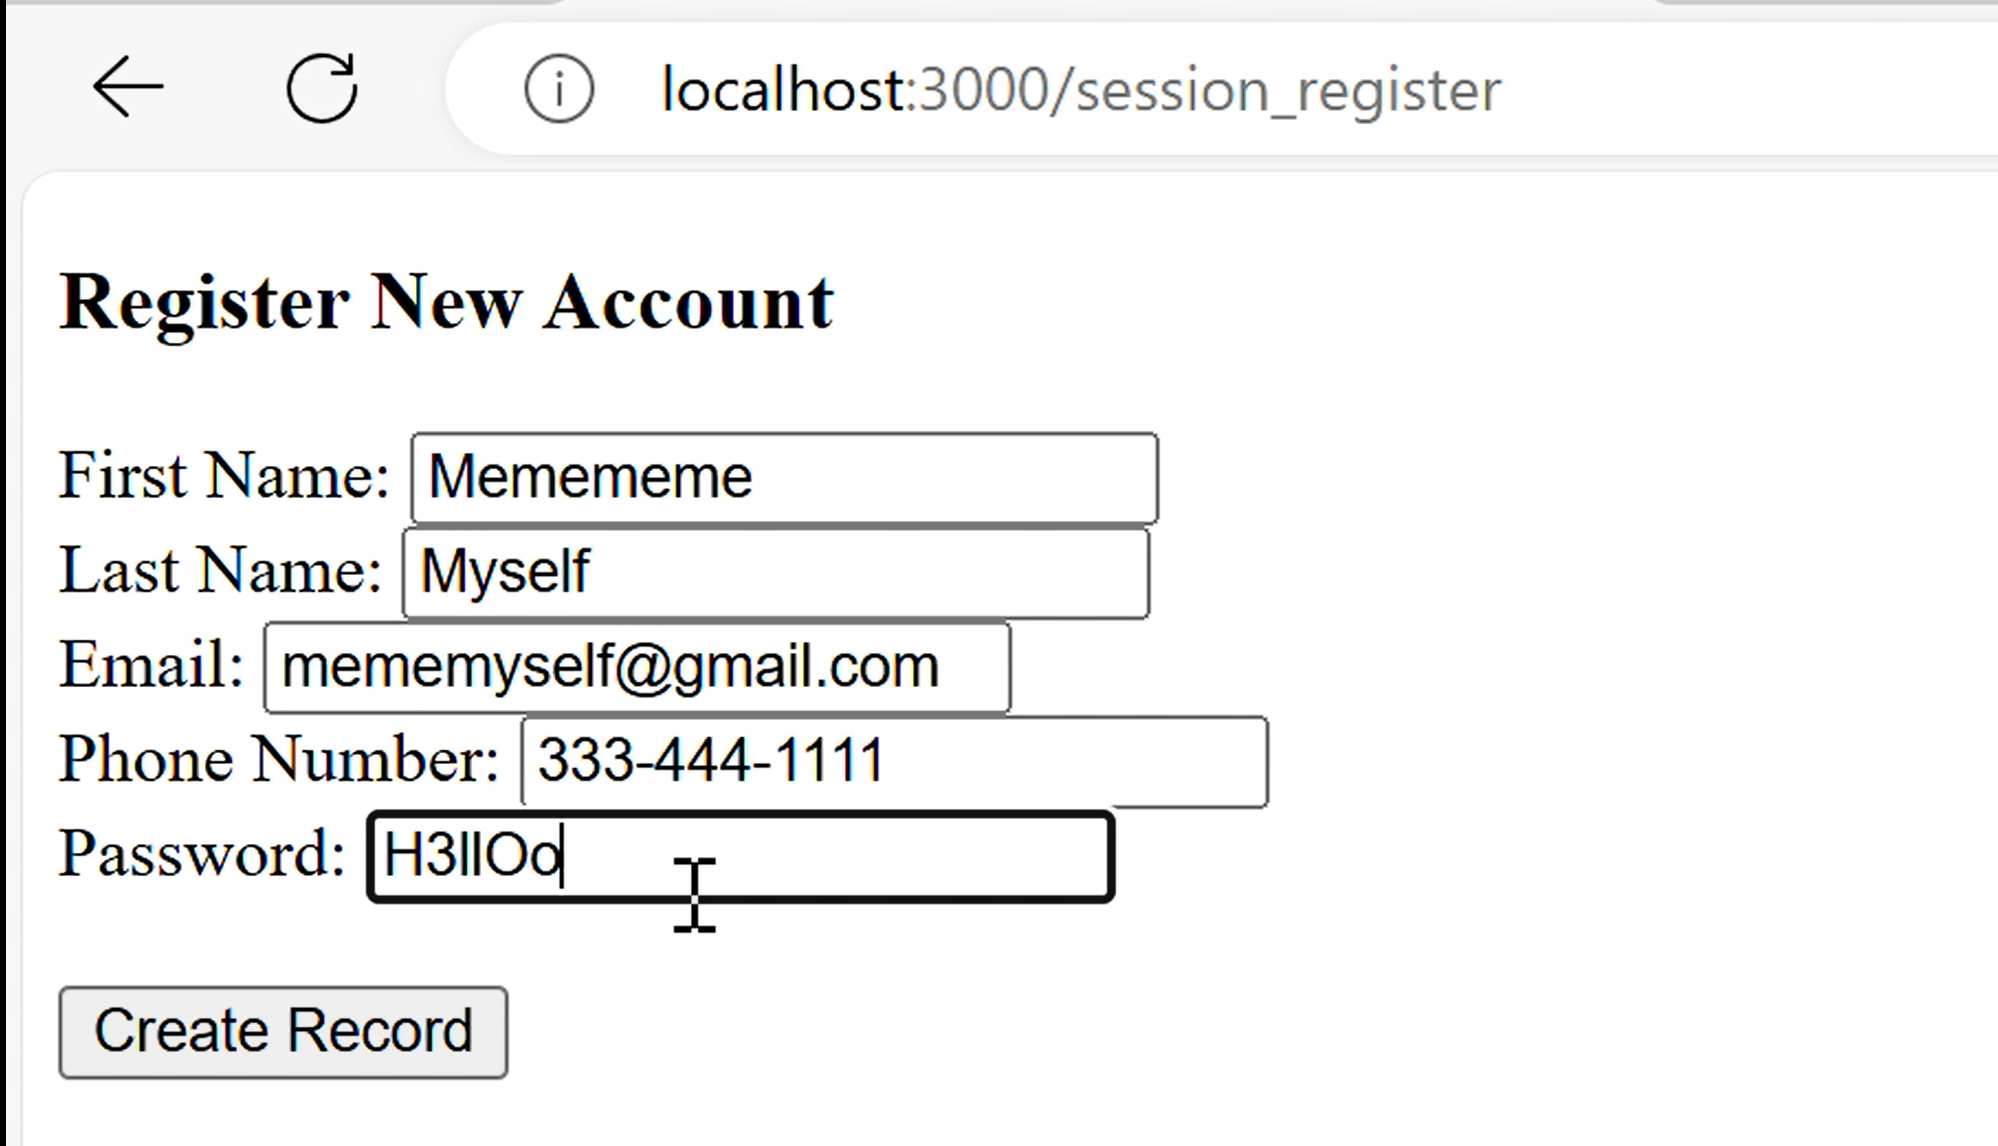 localhost:3000/session_register
Register New Account
First Name: Memememe
Last Name: Myself
Email: mememyself@gmail.com
Phone Number: 333-444-1111
Password: H3llOo
Create Record